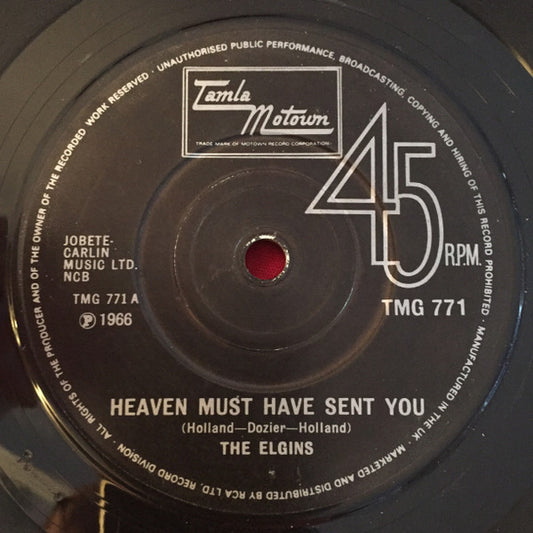 ALL RIGHTS OF THE PRODUCER AND OF THE OWNER OF THE RECORDED WORK RESERVED · UNAUTHORISED PUBLIC PERFORMANCE, BROADCASTING, COPYING AND HIRING OF THIS RECORD PROHIBITED · MANUFACTURED IN THE UK. MARKETED AND DISTRIBUTED BY RCA LTD, RECORD DIVISION ·
Tamla
Motown
TRADE MARK OF MOTOWN RECORD CORPORATION
45 R.P.M.
JOBETE-
CARLIN
MUSIC LTD.
NCB
TMG 771 A
℗ 1966
TMG 771
HEAVEN MUST HAVE SENT YOU
(Holland—Dozier—Holland)
THE ELGINS